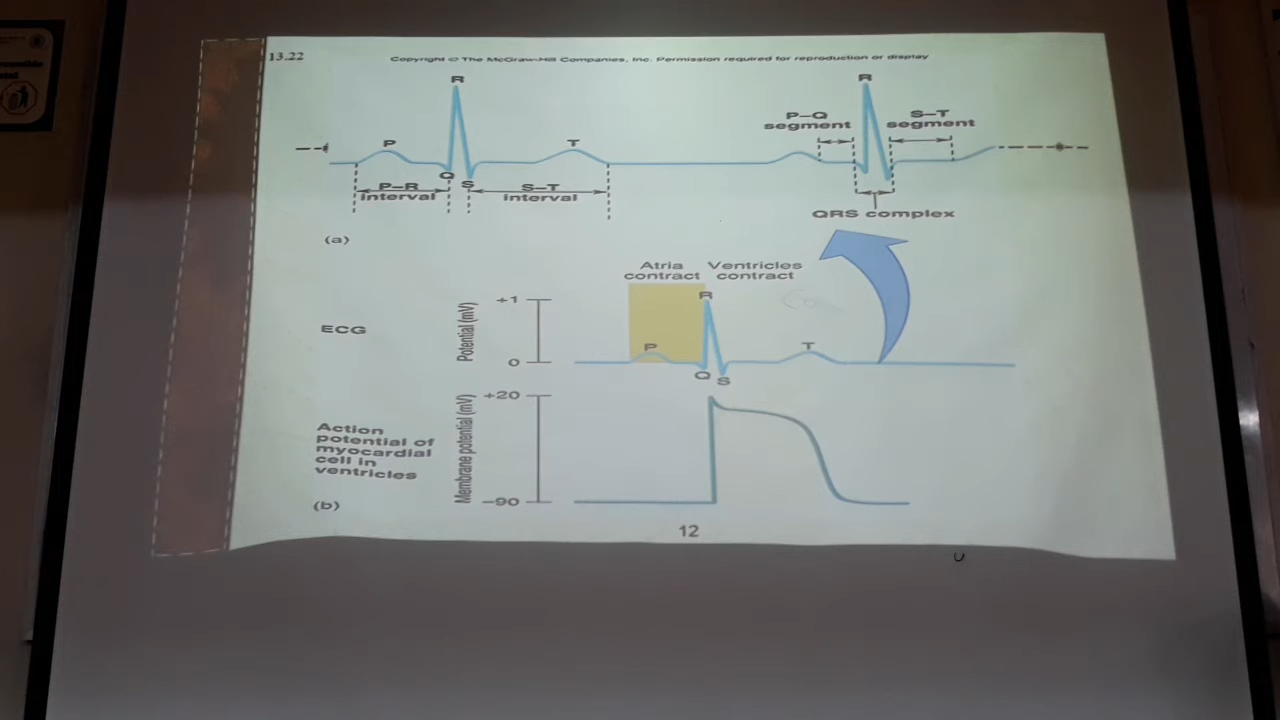 13.22
Copyright © The McGraw-Hill Companies, Inc. Permission required for reproduction or display
R
R
P
T
P–Q
segment
S–T
segment
Q
S
P–R
interval
S–T
interval
QRS complex
(a)
Atria
contract
Ventricles
contract
ECG
Potential (mV)
+1
0
R
P
T
Q
S
Action
potential of
myocardial
cell in
ventricles
Membrane potential (mV)
+20
–90
(b)
12